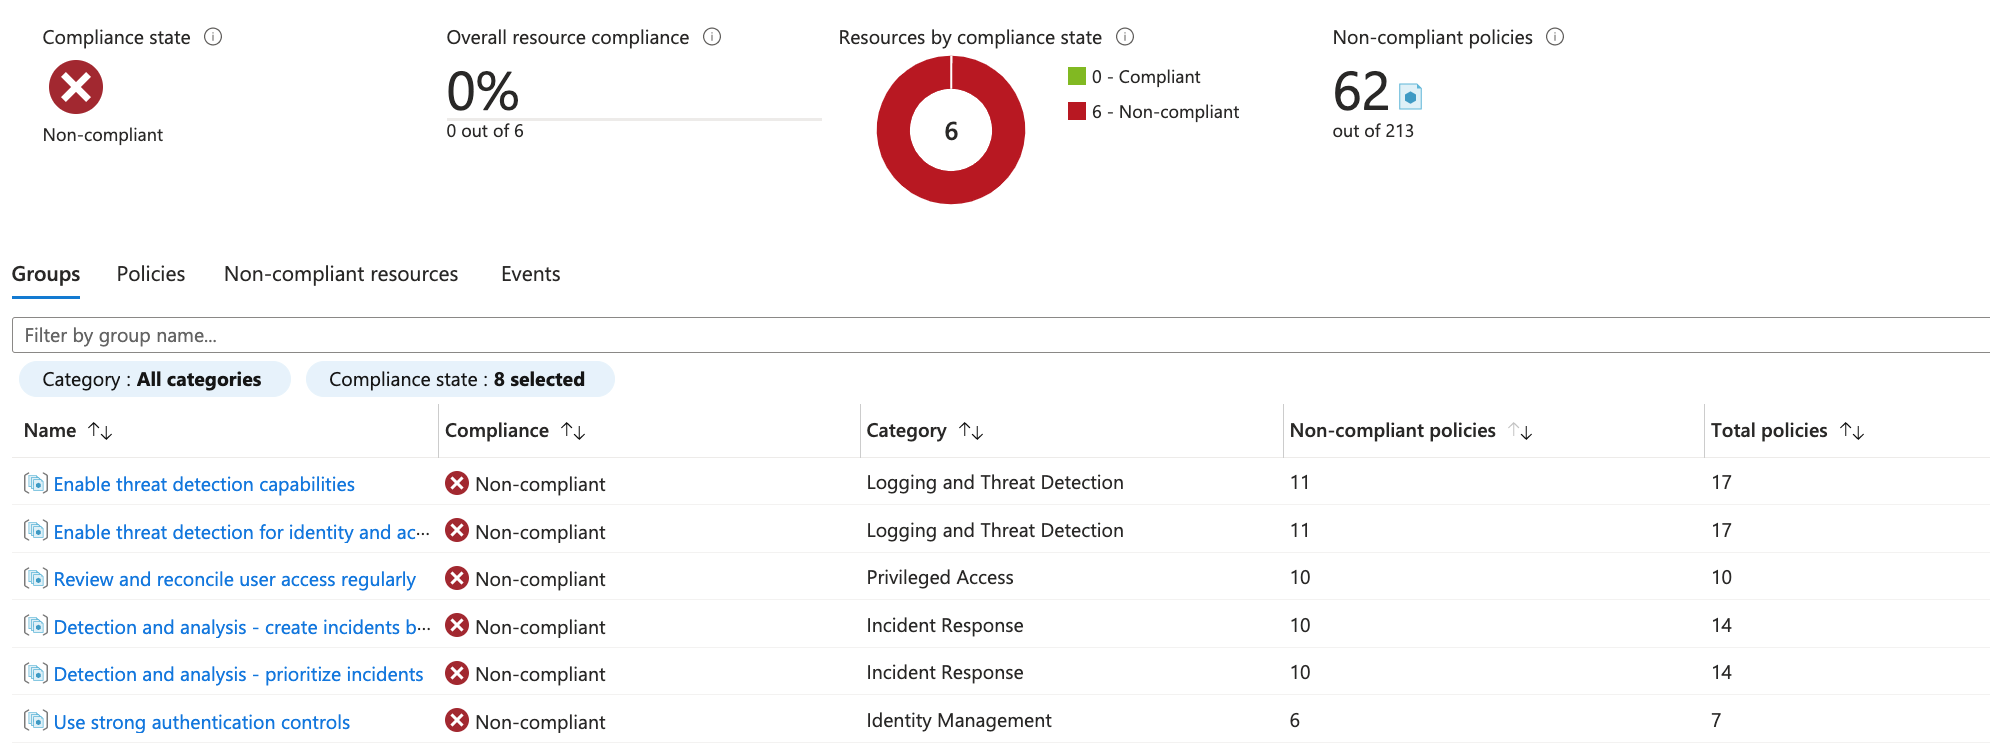 Compliance state
Non-compliant
Overall resource compliance
0%
0 out of 6
Resources by compliance state
6
0 - Compliant
6 - Non-compliant
Non-compliant policies
62
out of 213
Groups Policies Non-compliant resources Events
Filter by group name...
Category : All categories Compliance state : 8 selected
Name Compliance Category Non-compliant policies Total policies
Enable threat detection capabilities Non-compliant Logging and Threat Detection 11 17
Enable threat detection for identity and ac... Non-compliant Logging and Threat Detection 11 17
Review and reconcile user access regularly Non-compliant Privileged Access 10 10
Detection and analysis - create incidents b... Non-compliant Incident Response 10 14
Detection and analysis - prioritize incidents Non-compliant Incident Response 10 14
Use strong authentication controls Non-compliant Identity Management 6 7